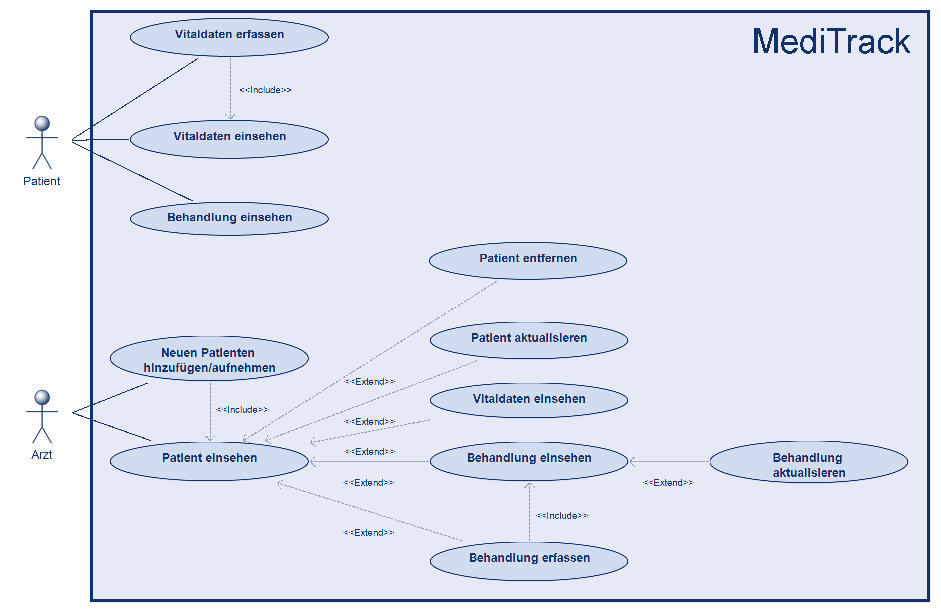 MediTrack
Vitaldaten erfassen
<<Include>>
Vitaldaten einsehen
Patient
Behandlung einsehen
Patient entfernen
Patient aktualisieren
Neuen Patienten
hinzufügen/aufnehmen
<<Extend>>
Vitaldaten einsehen
<<Include>>
<<Extend>>
Arzt
<<Extend>>
Patient einsehen
Behandlung einsehen
Behandlung
aktualisieren
<<Extend>>
<<Extend>>
<<Include>>
<<Extend>>
Behandlung erfassen